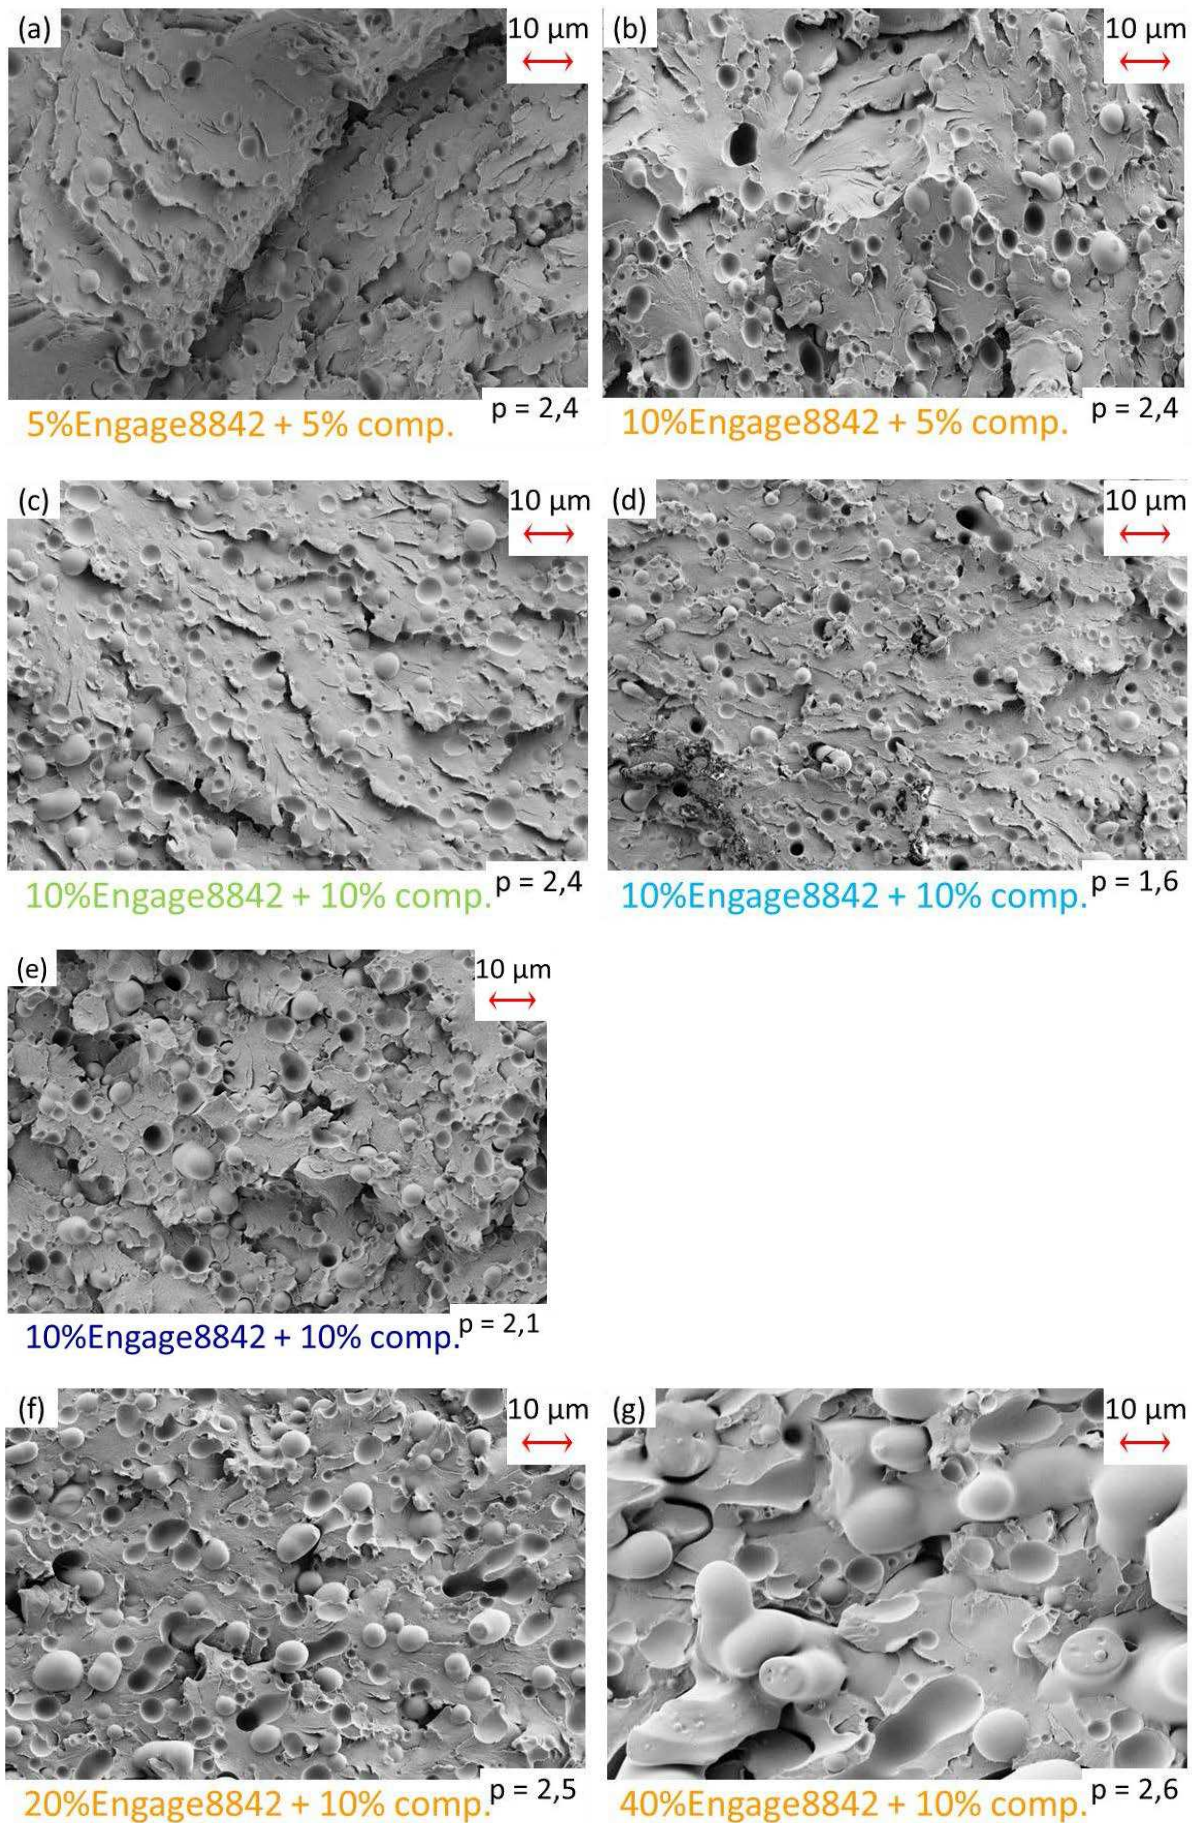 (a)
10 µm
(b)
10 µm
5%Engage8842 + 5% comp.
p = 2,4
10%Engage8842 + 5% comp.
p = 2,4
(c)
10 µm
(d)
10 µm
10%Engage8842 + 10% comp.
p = 2,4
10%Engage8842 + 10% comp.
p = 1,6
(e)
10 µm
10%Engage8842 + 10% comp.
p = 2,1
(f)
10 µm
(g)
10 µm
20%Engage8842 + 10% comp.
p = 2,5
40%Engage8842 + 10% comp.
p = 2,6